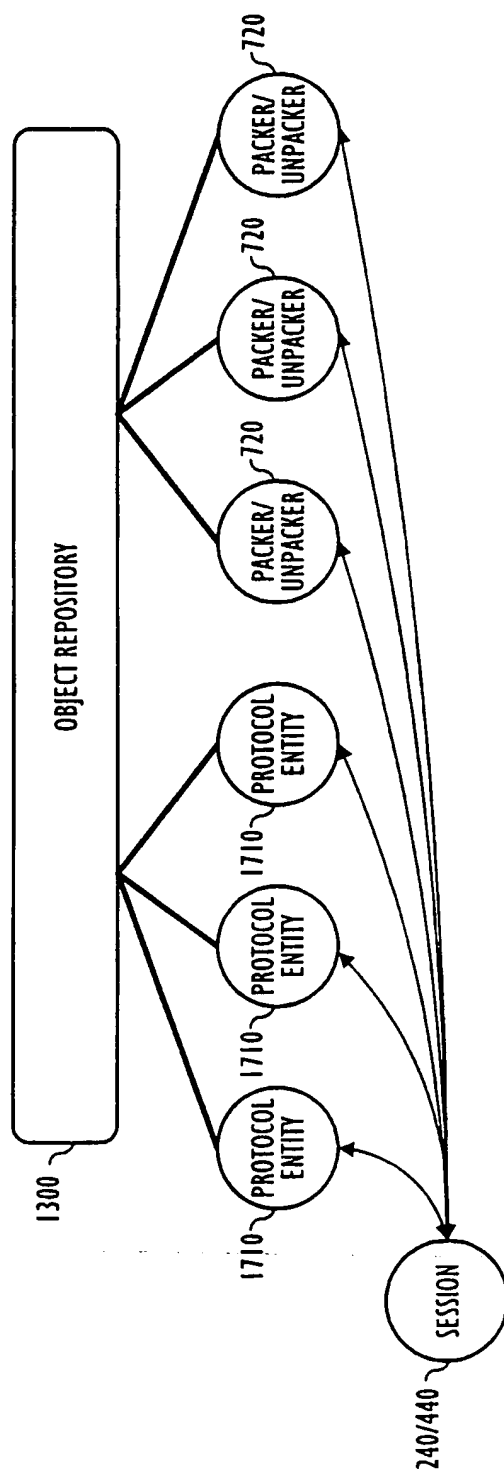 1300
OBJECT REPOSITORY
1710
PROTOCOL
ENTITY
1710
PROTOCOL
ENTITY
1710
PROTOCOL
ENTITY
720
PACKER/
UNPACKER
720
PACKER/
UNPACKER
720
PACKER/
UNPACKER
240/440
SESSION